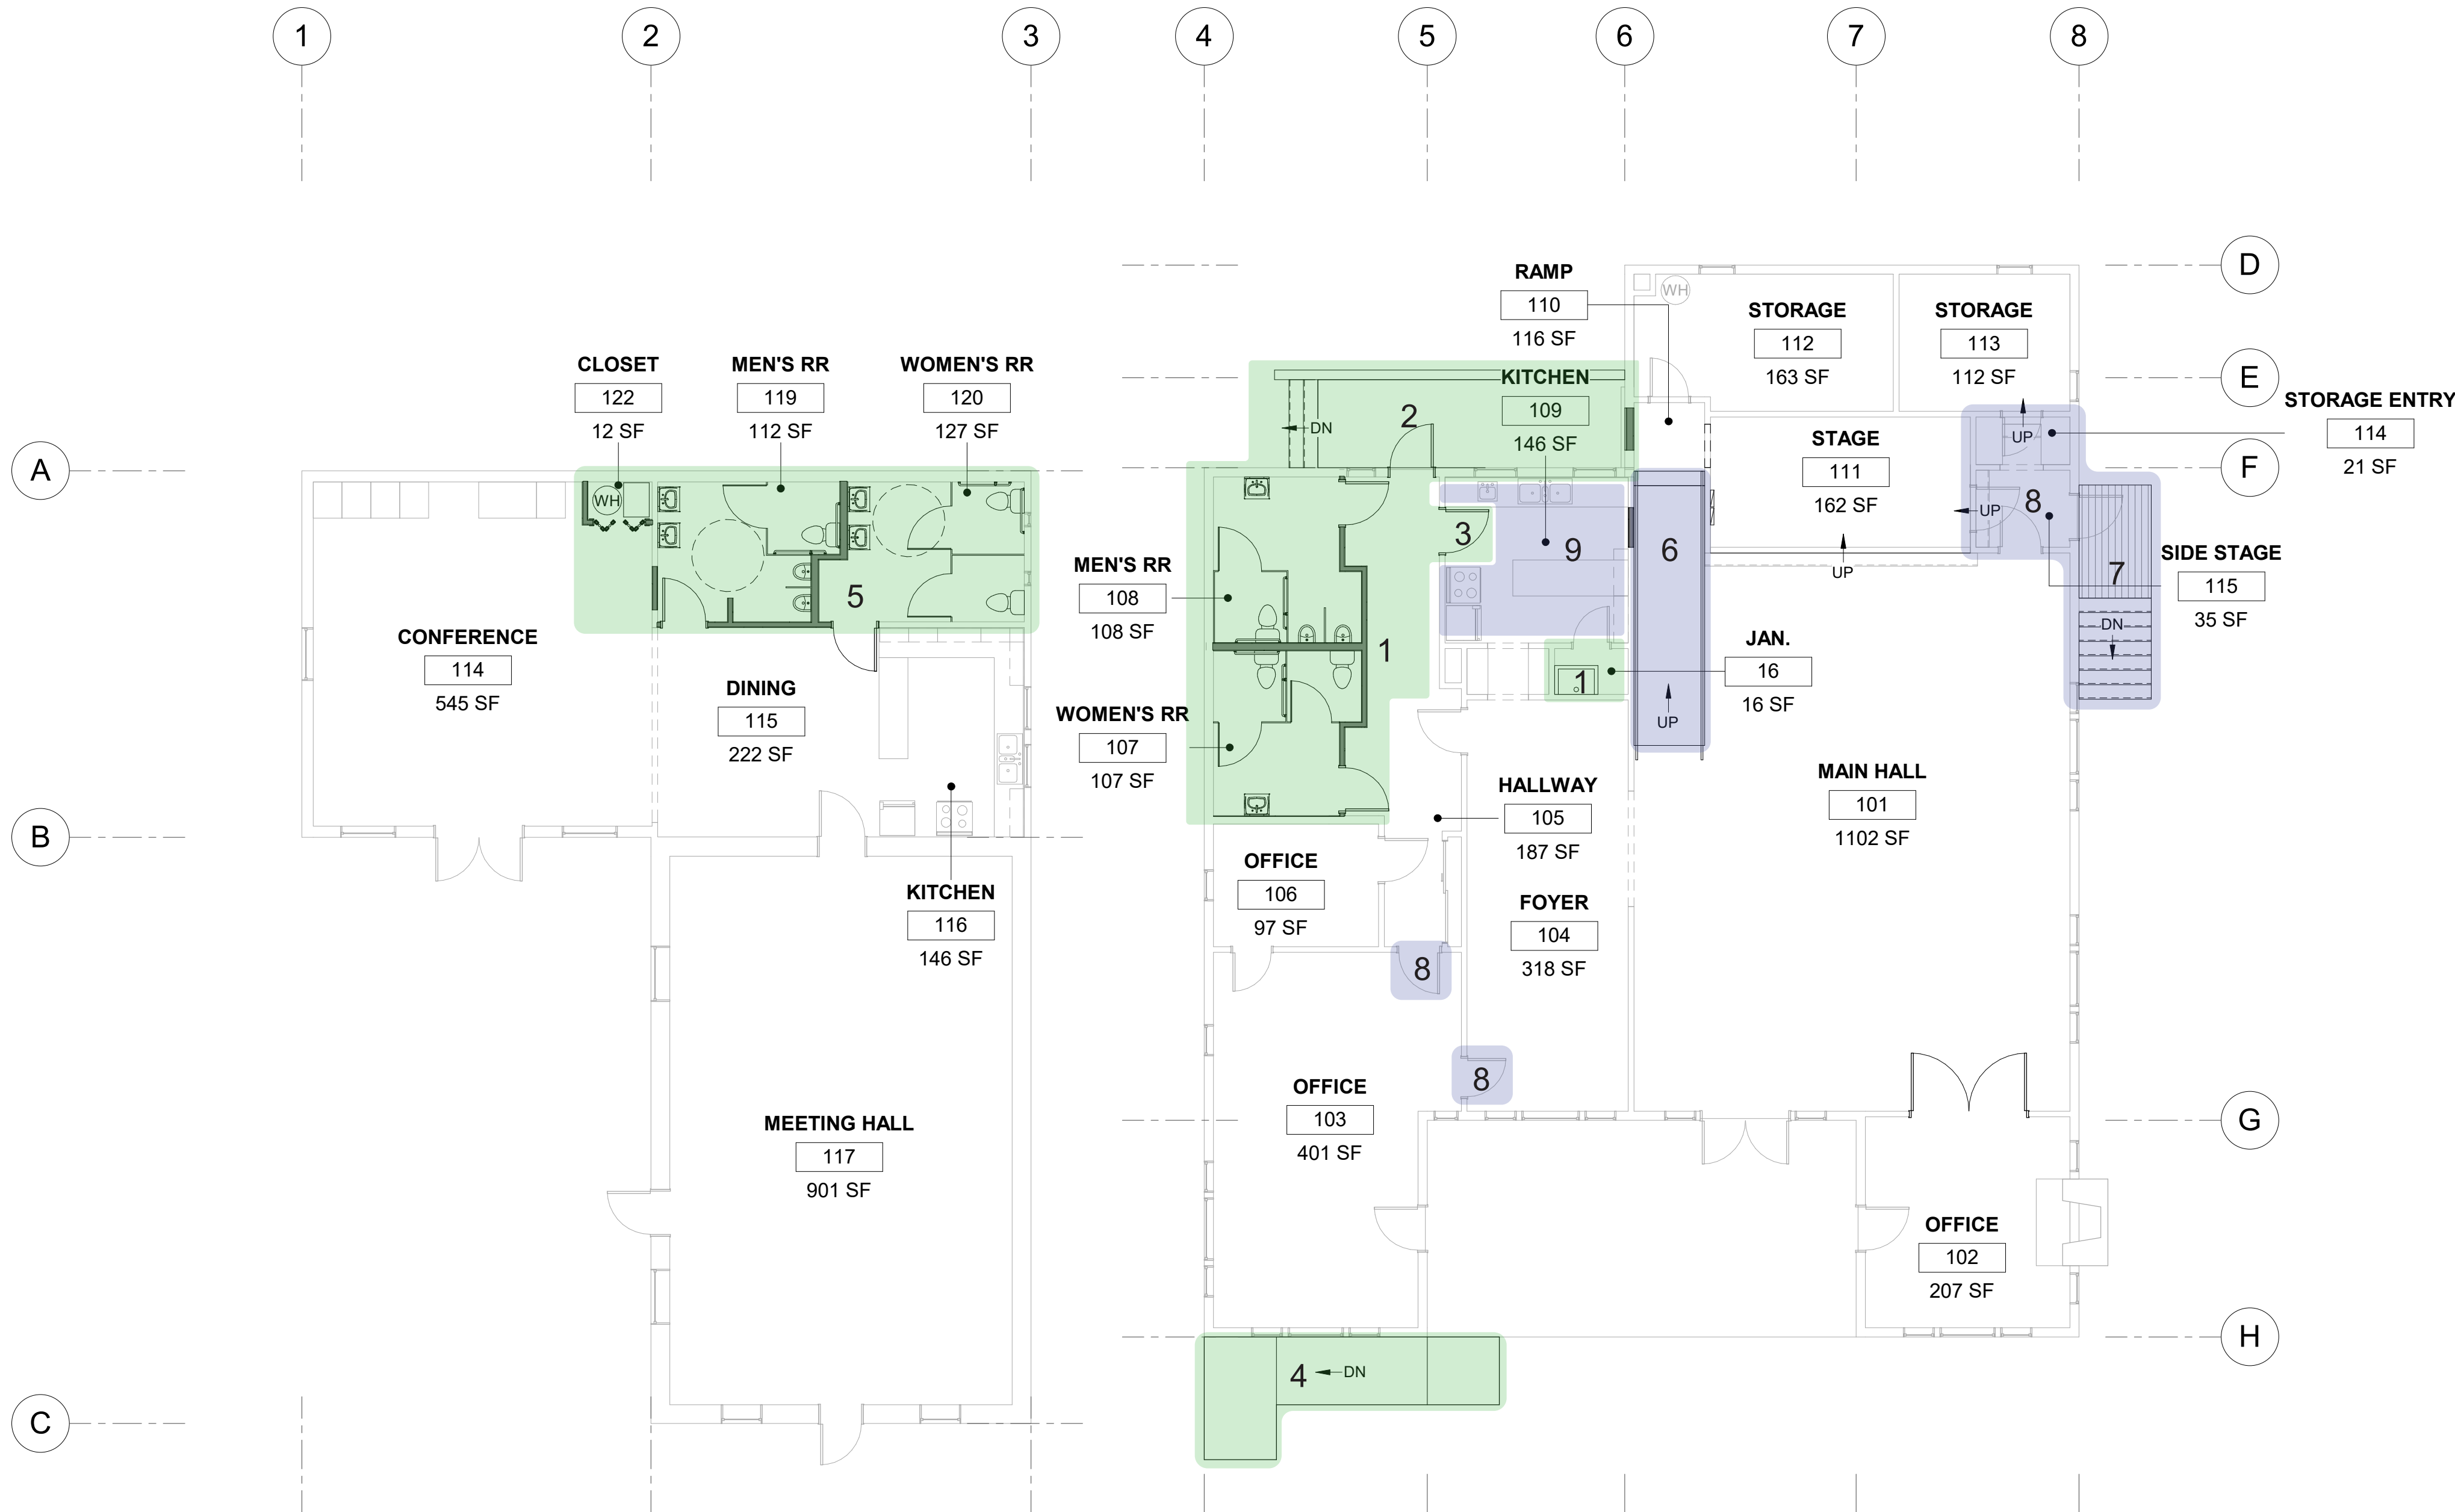 1
2
3
4
5
6
7
8
D
RAMP
110
116 SF
WH
STORAGE
112
163 SF
STORAGE
113
112 SF
CLOSET
122
12 SF
MEN'S RR
119
112 SF
WOMEN'S RR
120
127 SF
KITCHEN
109
146 SF
2
DN
E
STORAGE ENTRY
114
21 SF
STAGE
111
162 SF
UP
A
F
WH
8
UP
3
9
6
SIDE STAGE
115
35 SF
UP
7
MEN'S RR
108
108 SF
5
DN
CONFERENCE
114
545 SF
1
JAN.
16
16 SF
1
DINING
115
222 SF
WOMEN'S RR
107
107 SF
UP
HALLWAY
105
187 SF
MAIN HALL
101
1102 SF
B
OFFICE
106
97 SF
KITCHEN
116
146 SF
FOYER
104
318 SF
8
8
OFFICE
103
401 SF
MEETING HALL
117
901 SF
G
OFFICE
102
207 SF
H
4
DN
C